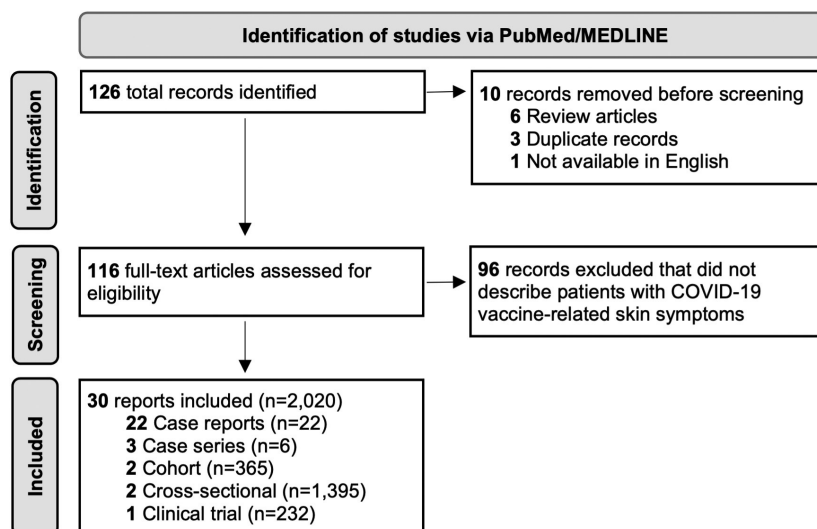 Identification of studies via PubMed/MEDLINE
Identification
126 total records identified
10 records removed before screening
6 Review articles
3 Duplicate records
1 Not available in English
Screening
116 full-text articles assessed for
eligibility
96 records excluded that did not
describe patients with COVID-19
vaccine-related skin symptoms
Included
30 reports included (n=2,020)
22 Case reports (n=22)
3 Case series (n=6)
2 Cohort (n=365)
2 Cross-sectional (n=1,395)
1 Clinical trial (n=232)